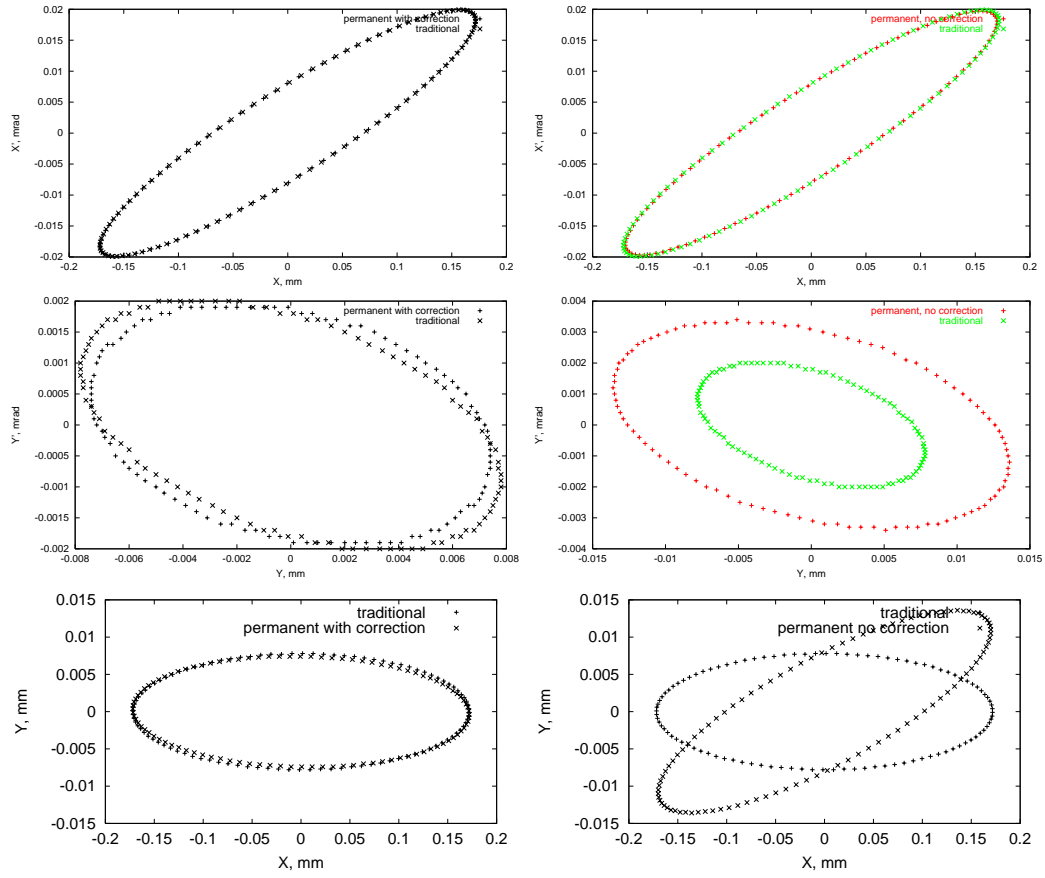 permanent with correction
traditional
0.02
0.015
0.01
0.005
0
-0.005
-0.01
-0.015
-0.02
-0.2 -0.15 -0.1 -0.05 0 0.05 0.1 0.15 0.2
X', mrad
X, mm
permanent, no correction
traditional
0.02
0.015
0.01
0.005
0
-0.005
-0.01
-0.015
-0.02
-0.2 -0.15 -0.1 -0.05 0 0.05 0.1 0.15 0.2
X', mrad
X, mm
permanent with correction
traditional
0.002
0.0015
0.001
0.0005
0
-0.0005
-0.001
-0.0015
-0.002
-0.008 -0.006 -0.004 -0.002 0 0.002 0.004 0.006 0.008
Y', mrad
Y, mm
permanent, no correction
traditional
0.004
0.003
0.002
0.001
0
-0.001
-0.002
-0.003
-0.004
-0.015 -0.01 -0.005 0 0.005 0.01 0.015
Y', mrad
Y, mm
traditional
permanent with correction
0.015
0.01
0.005
0
-0.005
-0.01
-0.015
-0.2 -0.15 -0.1 -0.05 0 0.05 0.1 0.15 0.2
Y, mm
X, mm
traditional
permanent no correction
0.015
0.01
0.005
0
-0.005
-0.01
-0.015
-0.2 -0.15 -0.1 -0.05 0 0.05 0.1 0.15 0.2
Y, mm
X, mm